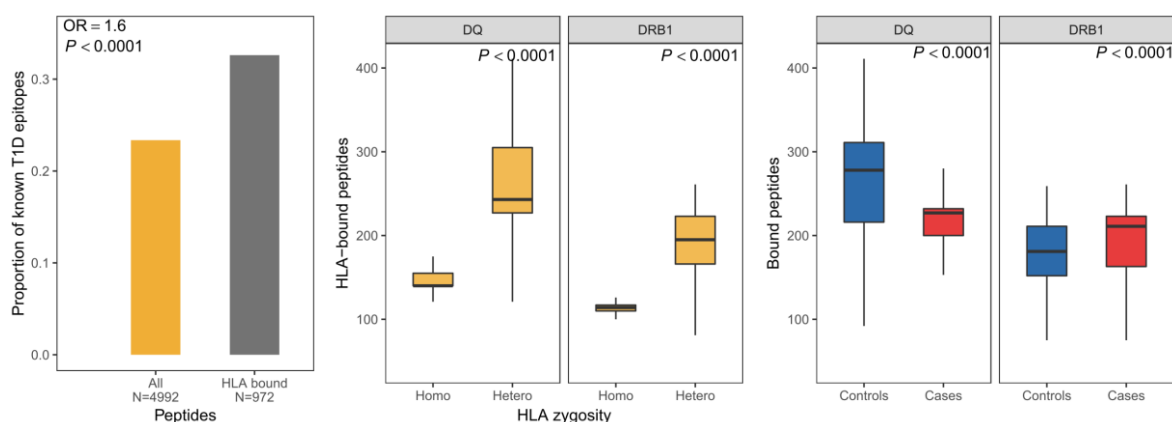 OR = 1.6
P < 0.0001
Proportion of known T1D epitopes
0.3
0.2
0.1
0.0
All
N=4992
HLA bound
N=972
Peptides
DQ
DRB1
P < 0.0001
P < 0.0001
HLA−bound peptides
400
300
200
100
Homo
Hetero
Homo
Hetero
HLA zygosity
DQ
DRB1
P < 0.0001
P < 0.0001
Bound peptides
400
300
200
100
Controls
Cases
Controls
Cases